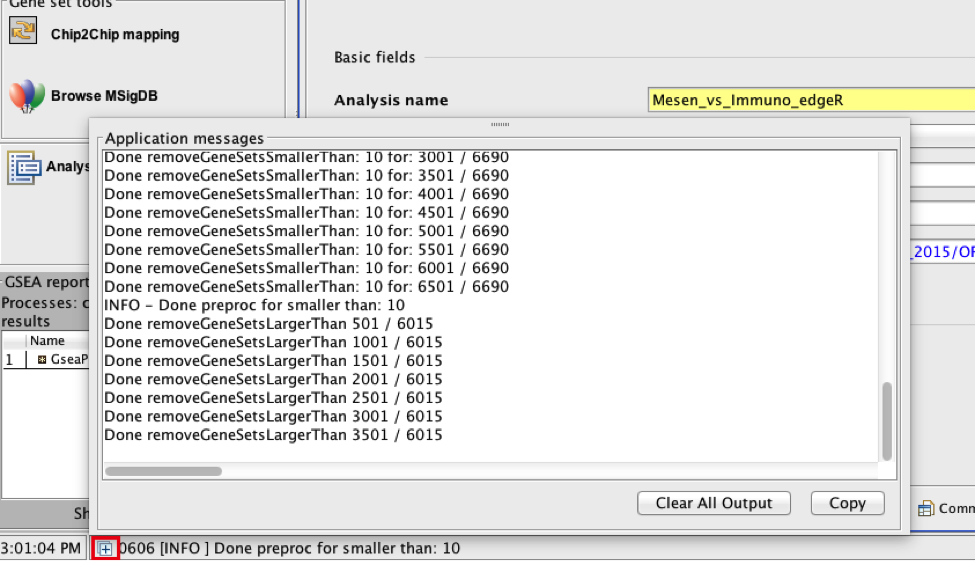 Gene set tools
Chip2Chip mapping
Browse MSigDB
Analys
Basic fields
Analysis name
Mesen_vs_Immuno_edgeR
_2015/OF
Application messages
Done removeGeneSetsSmallerThan: 10 for: 3001 / 6690
Done removeGeneSetsSmallerThan: 10 for: 3501 / 6690
Done removeGeneSetsSmallerThan: 10 for: 4001 / 6690
Done removeGeneSetsSmallerThan: 10 for: 4501 / 6690
Done removeGeneSetsSmallerThan: 10 for: 5001 / 6690
Done removeGeneSetsSmallerThan: 10 for: 5501 / 6690
Done removeGeneSetsSmallerThan: 10 for: 6001 / 6690
Done removeGeneSetsSmallerThan: 10 for: 6501 / 6690
INFO - Done preproc for smaller than: 10
Done removeGeneSetsLargerThan 501 / 6015
Done removeGeneSetsLargerThan 1001 / 6015
Done removeGeneSetsLargerThan 1501 / 6015
Done removeGeneSetsLargerThan 2001 / 6015
Done removeGeneSetsLargerThan 2501 / 6015
Done removeGeneSetsLargerThan 3001 / 6015
Done removeGeneSetsLargerThan 3501 / 6015
Clear All Output
Copy
GSEA report
Processes: c
results
Name
1 GseaP
Sh
Comm
3:01:04 PM
0606 [INFO ] Done preproc for smaller than: 10